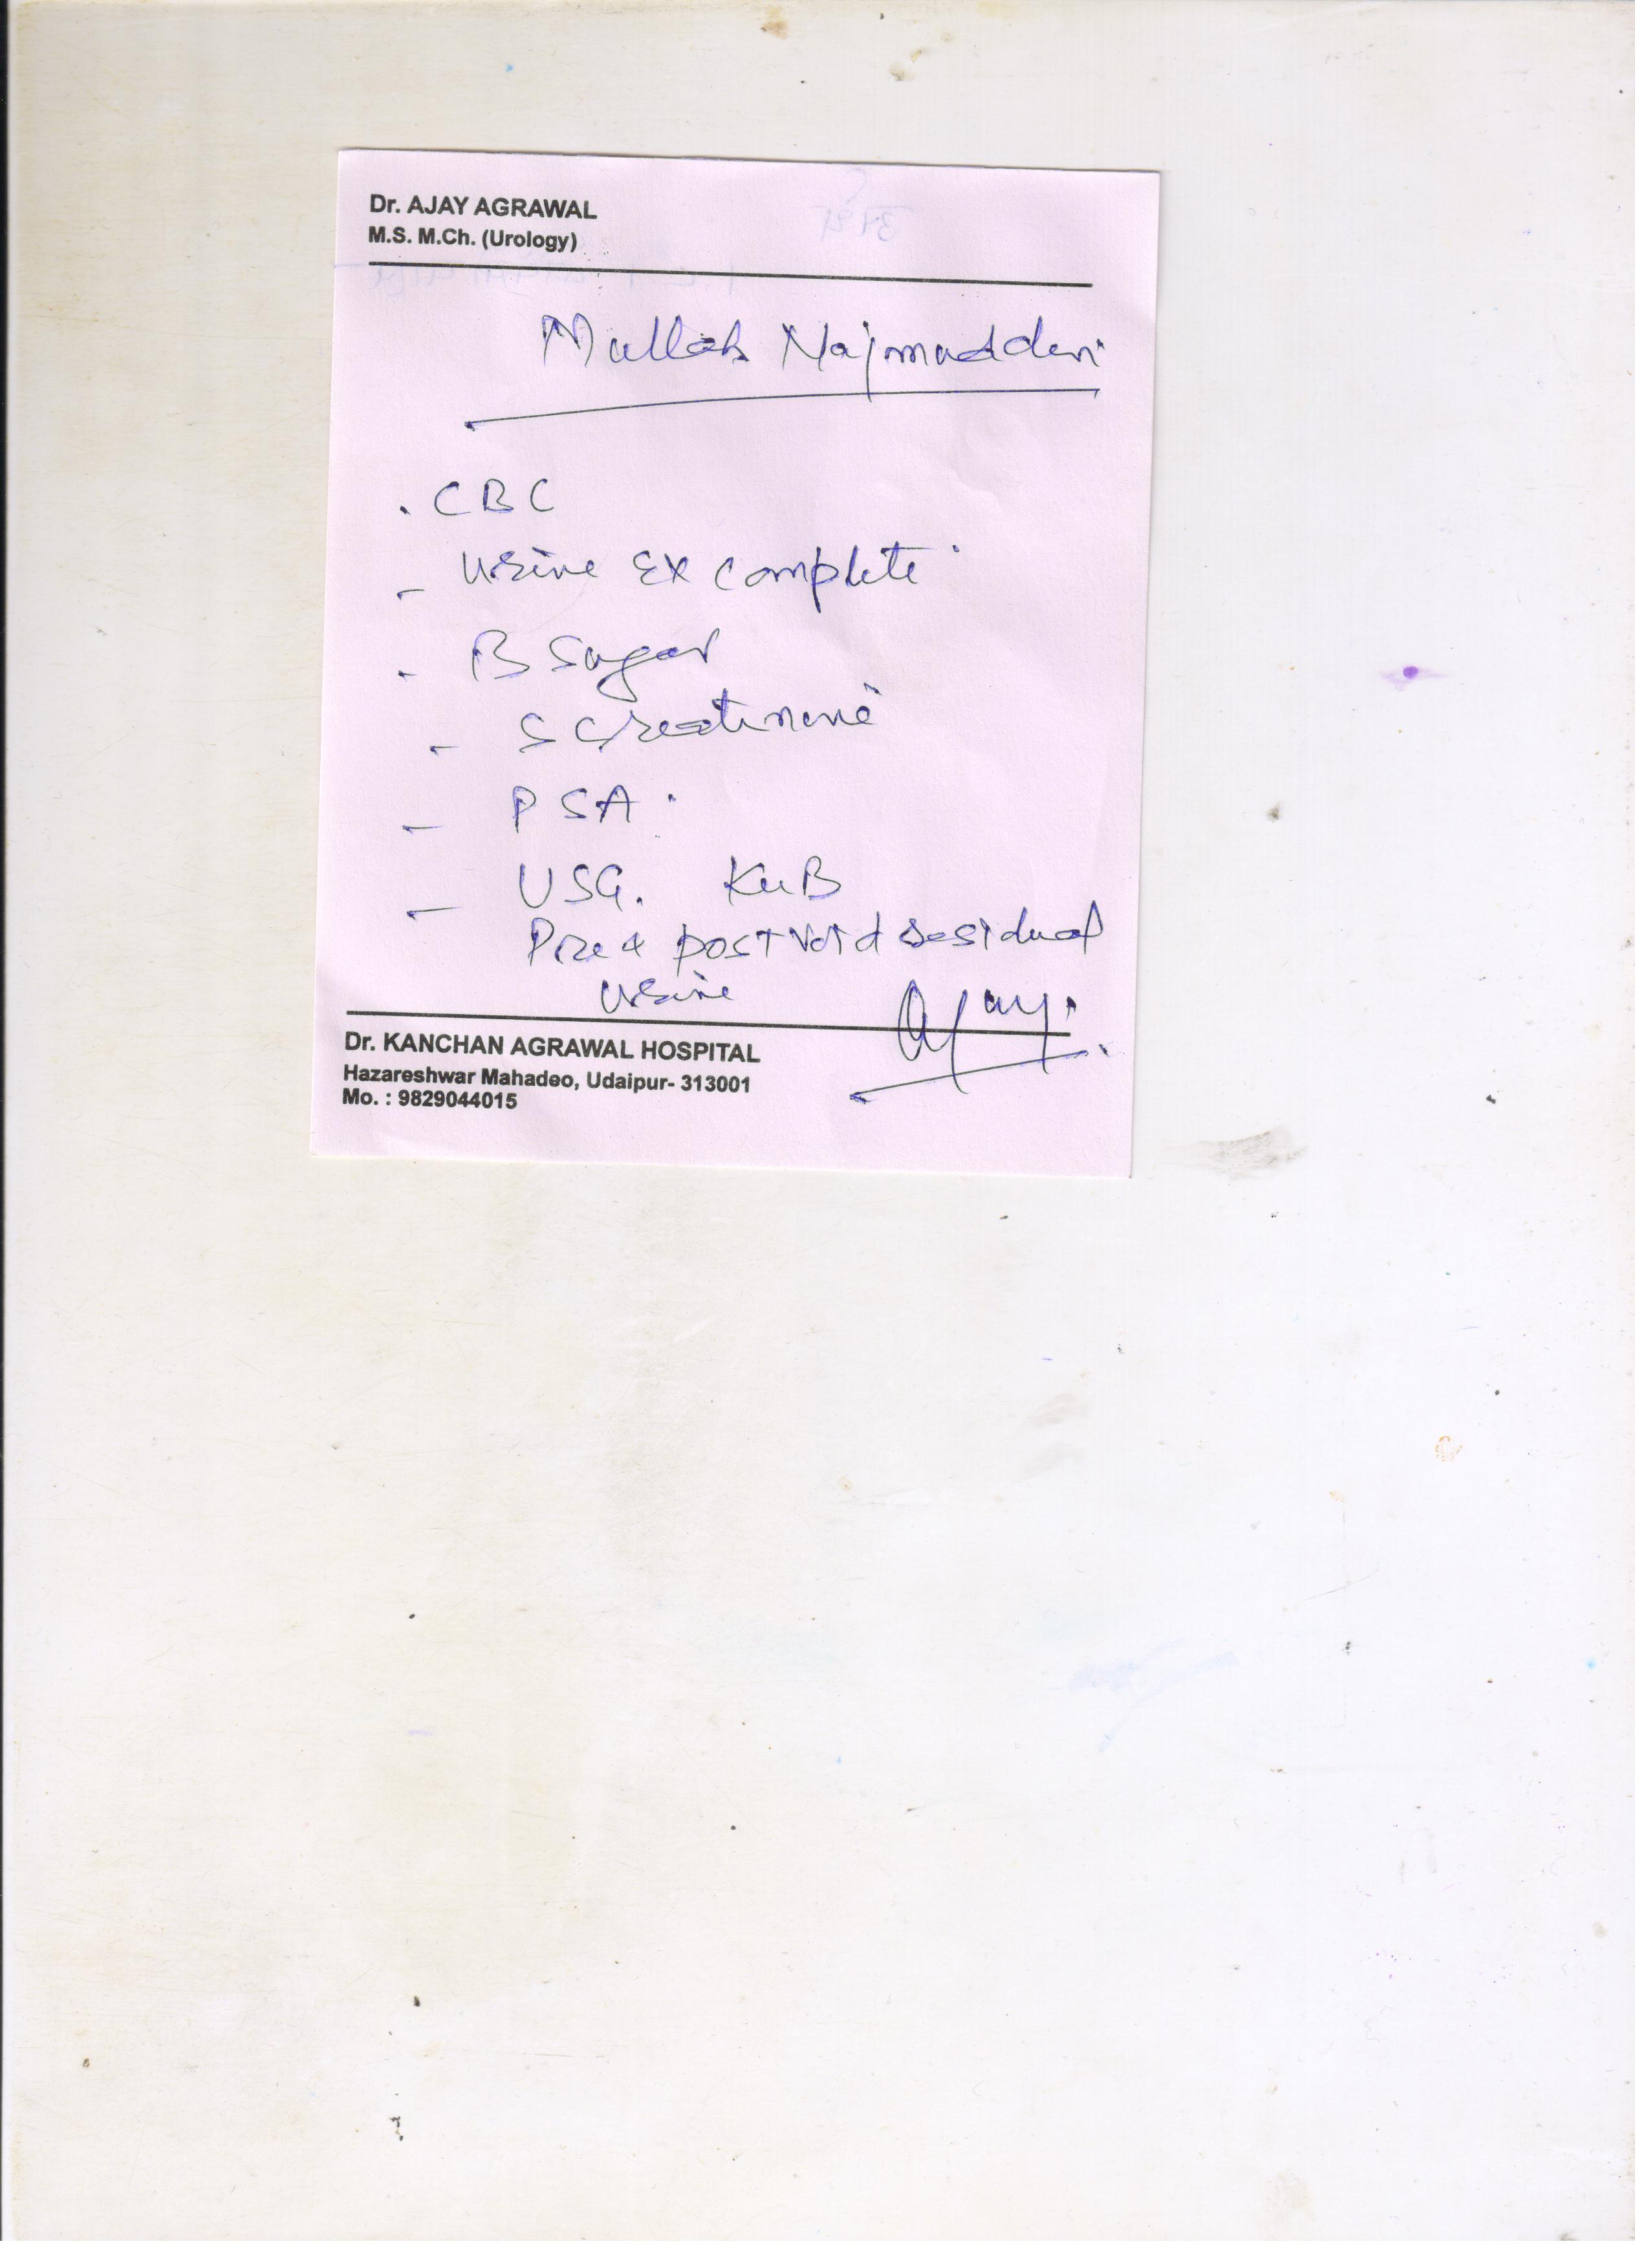 Dr. AJAY AGRAWAL
M.S. M.Ch. (Urology)
Mullah Najmuddin
. CBC
- Urine Ex complete
. B Sugar
- S Creatinine
- PSA.
- USG. KUB
Pre & post void residual
urine
Ajay.
Dr. KANCHAN AGRAWAL HOSPITAL
Hazareshwar Mahadeo, Udaipur- 313001
Mo. : 9829044015